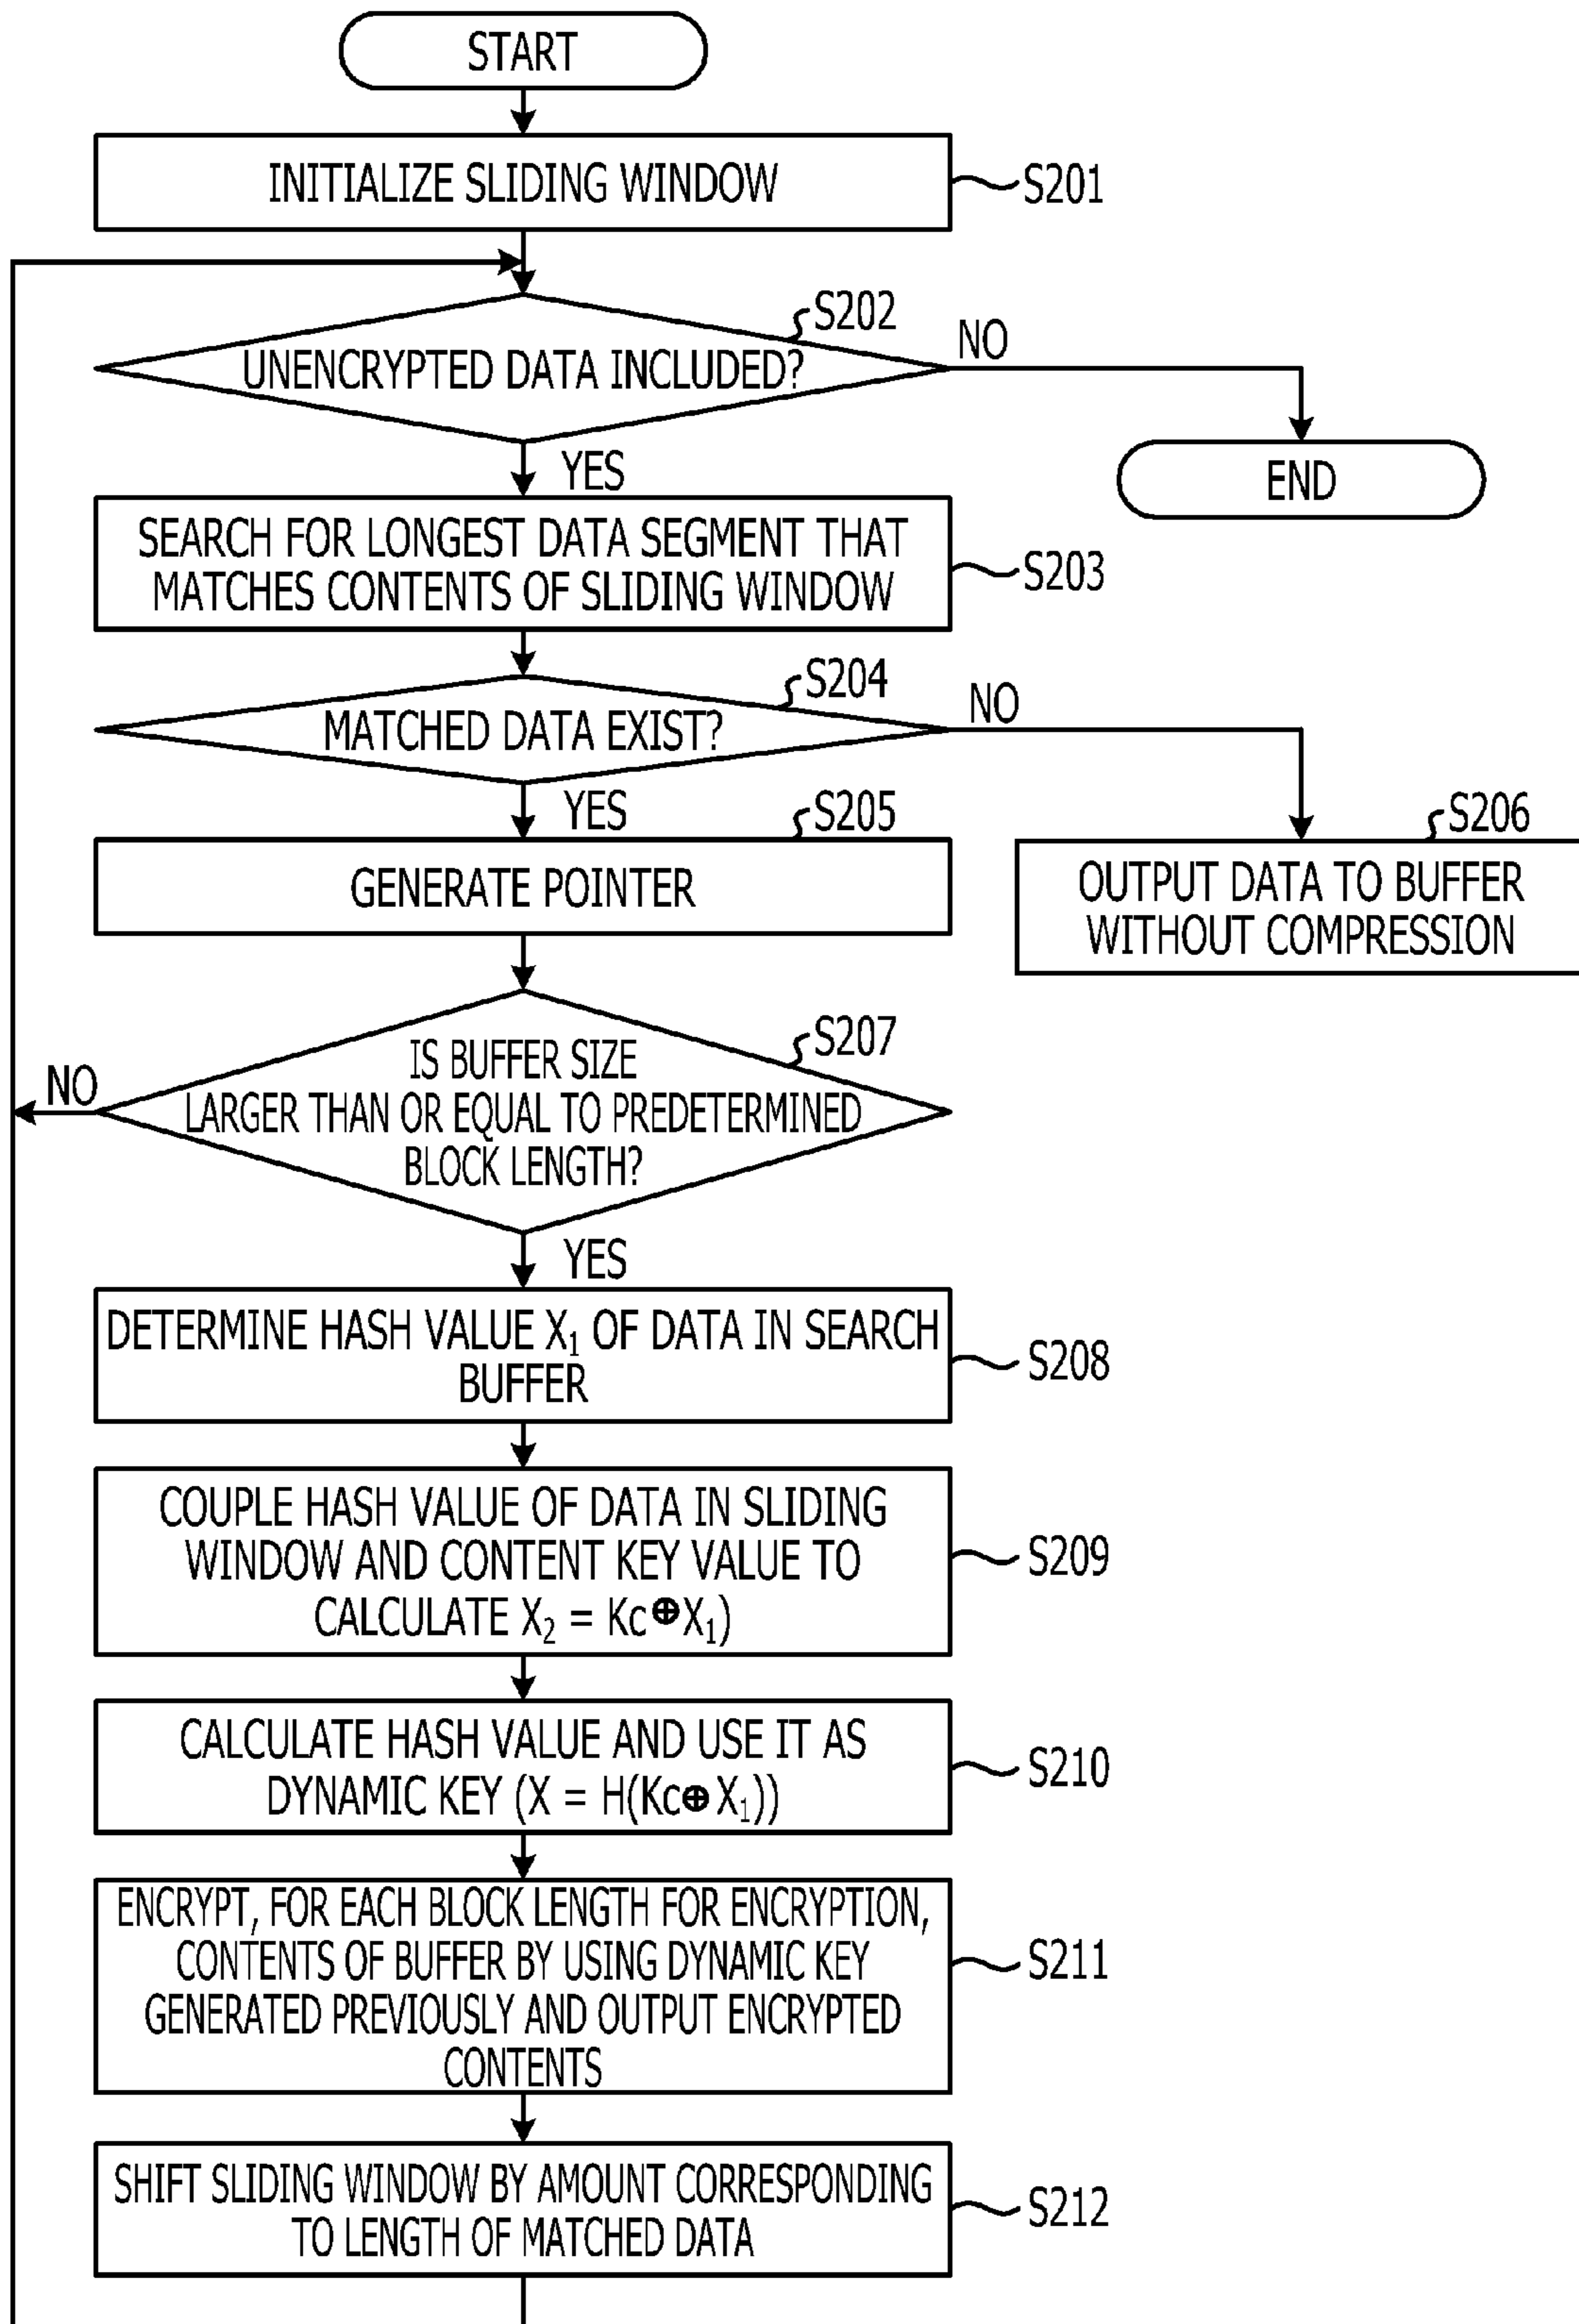 START
INITIALIZE SLIDING WINDOW
S201
S202
UNENCRYPTED DATA INCLUDED?
NO
YES
END
SEARCH FOR LONGEST DATA SEGMENT THAT
MATCHES CONTENTS OF SLIDING WINDOW
S203
S204
MATCHED DATA EXIST?
NO
YES
S205
GENERATE POINTER
S206
OUTPUT DATA TO BUFFER
WITHOUT COMPRESSION
S207
IS BUFFER SIZE
LARGER THAN OR EQUAL TO PREDETERMINED
BLOCK LENGTH?
NO
YES
DETERMINE HASH VALUE X₁ OF DATA IN SEARCH
BUFFER
S208
COUPLE HASH VALUE OF DATA IN SLIDING
WINDOW AND CONTENT KEY VALUE TO
CALCULATE X₂ = Kc⊕X₁)
S209
CALCULATE HASH VALUE AND USE IT AS
DYNAMIC KEY (X = H(Kc⊕X₁))
S210
ENCRYPT, FOR EACH BLOCK LENGTH FOR ENCRYPTION,
CONTENTS OF BUFFER BY USING DYNAMIC KEY
GENERATED PREVIOUSLY AND OUTPUT ENCRYPTED
CONTENTS
S211
SHIFT SLIDING WINDOW BY AMOUNT CORRESPONDING
TO LENGTH OF MATCHED DATA
S212